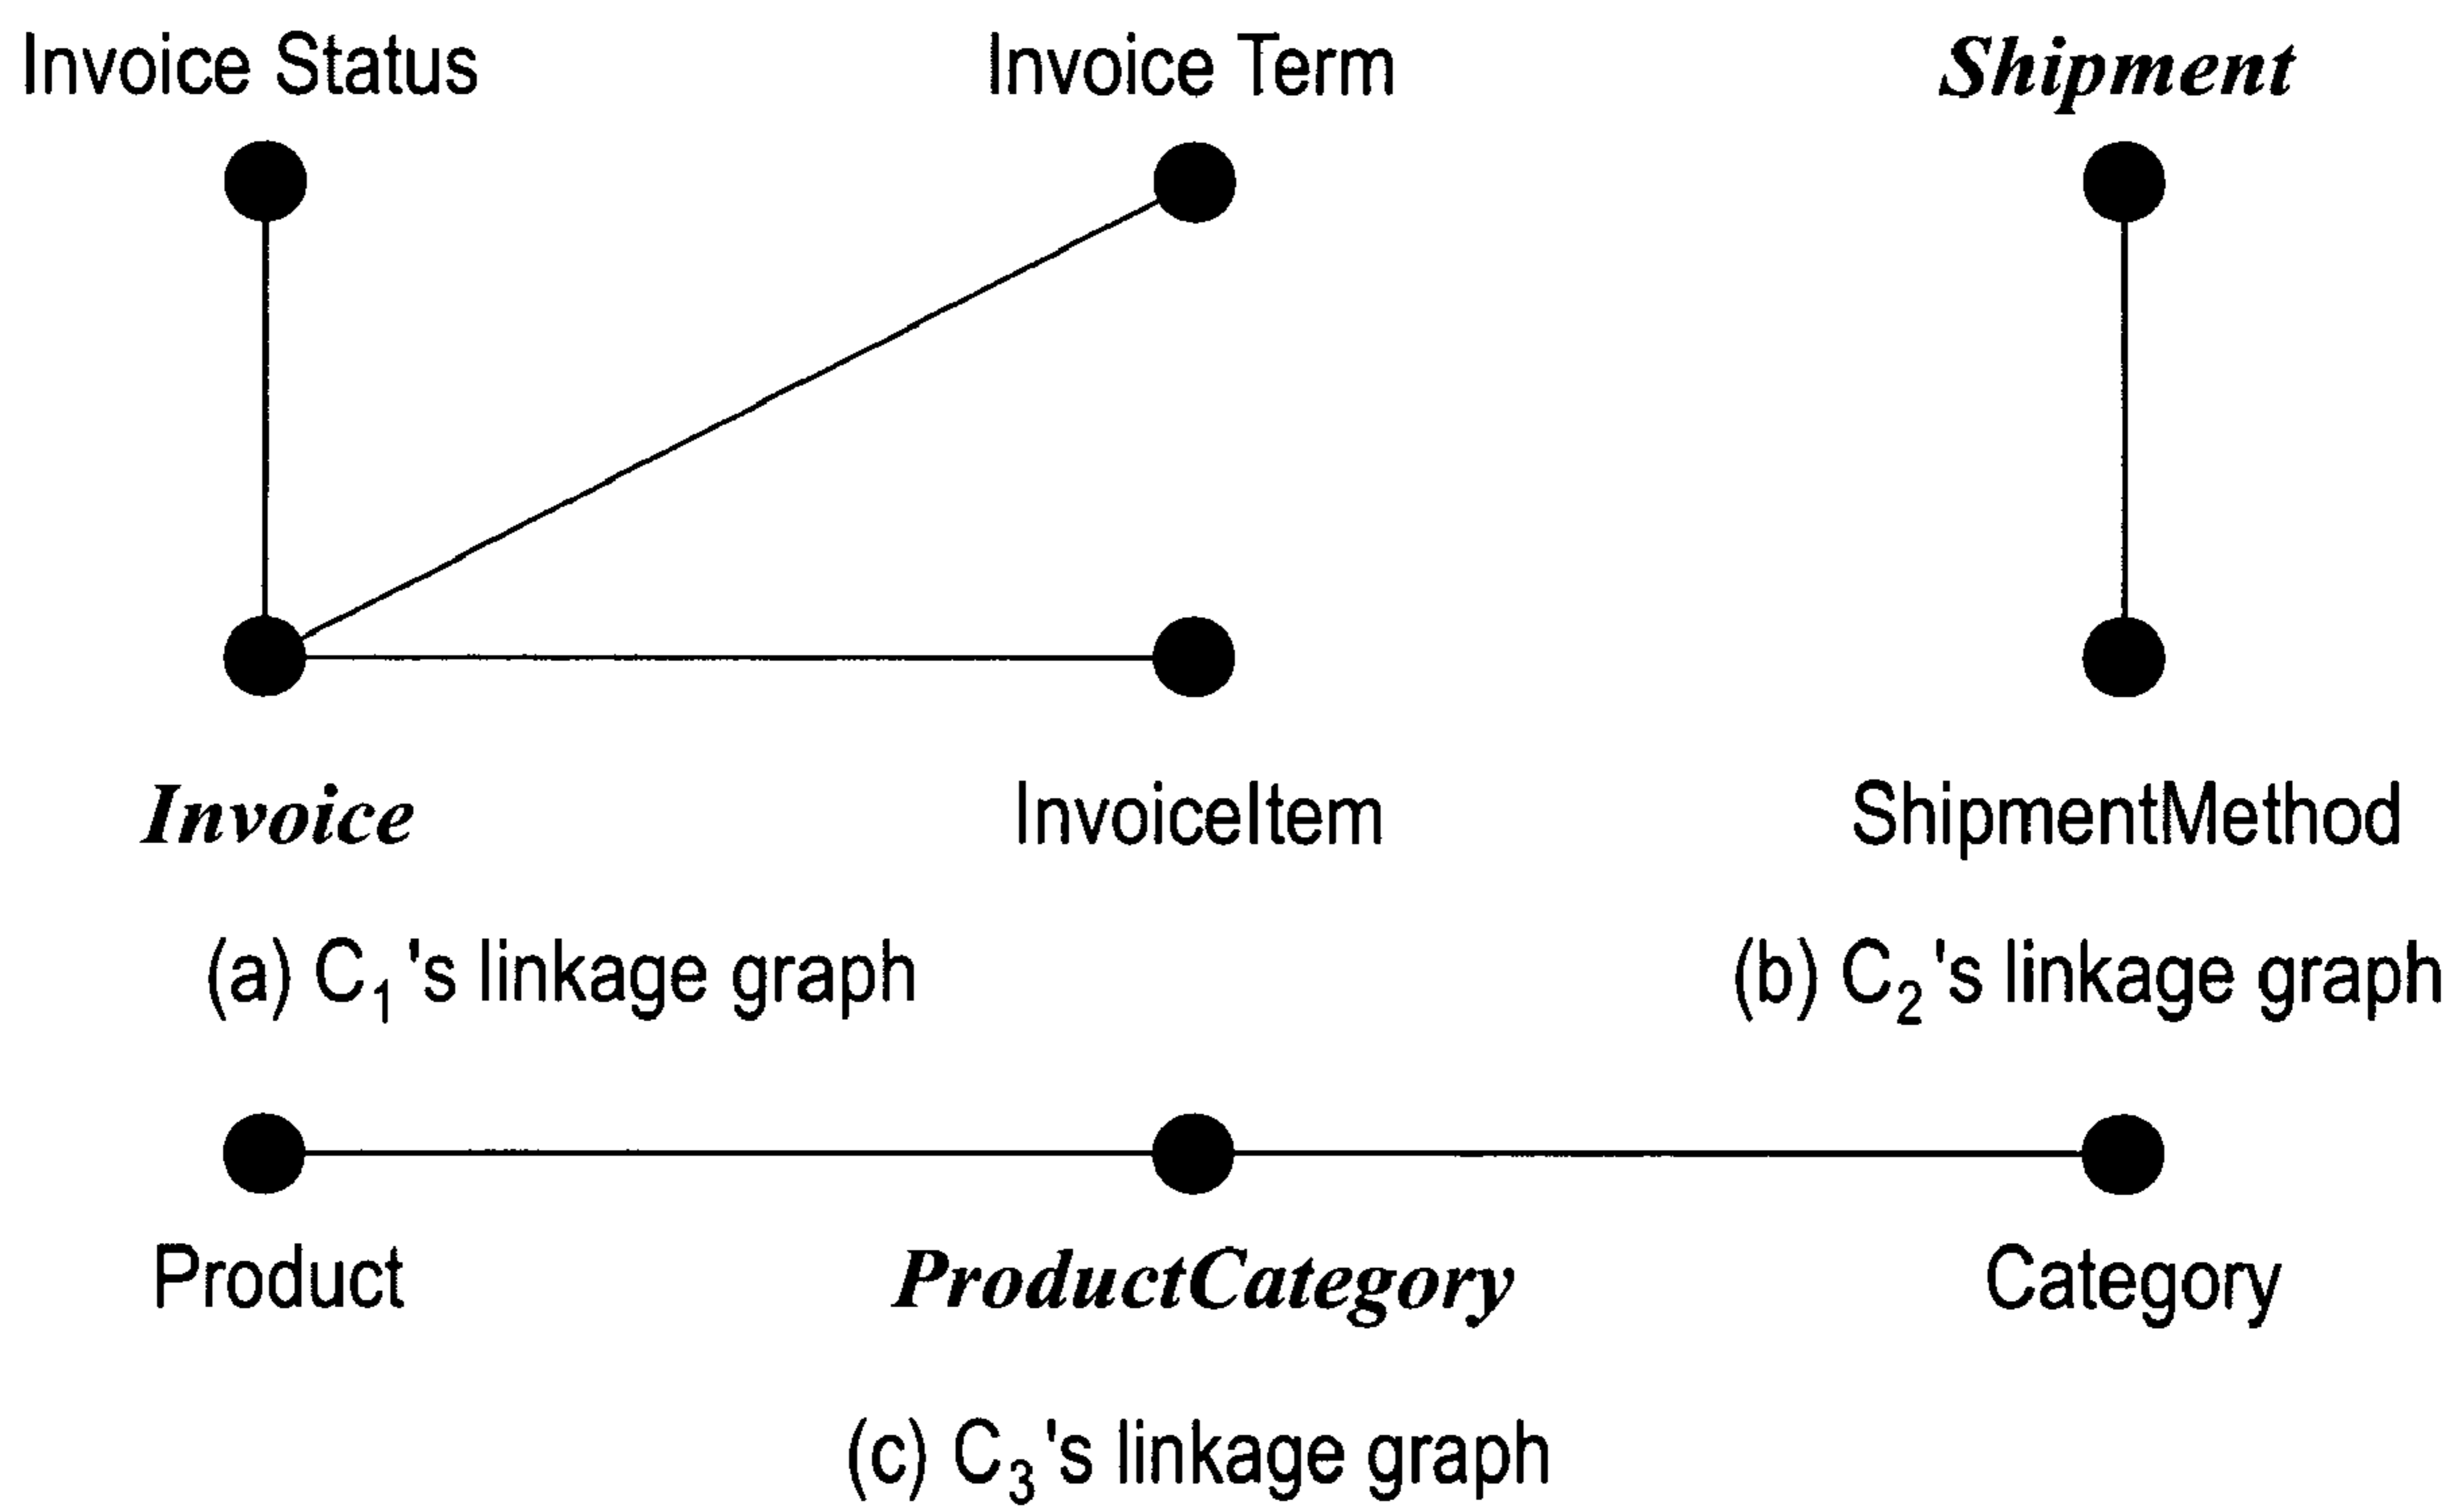 Invoice Status
Invoice Term
Shipment
Invoice
InvoiceItem
ShipmentMethod
(a) C1 's linkage graph
(b) C2 's linkage graph
Product
ProductCategory
Category
(c) C3 's linkage graph